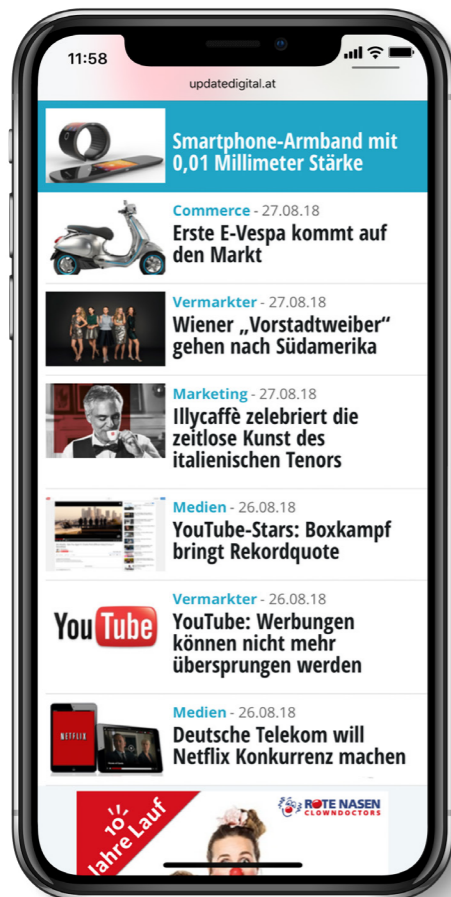 11:58
updatedigital.at
Smartphone-Armband mit
0,01 Millimeter Stärke
Commerce - 27.08.18
Erste E-Vespa kommt auf
den Markt
Vermarkter - 27.08.18
Wiener „Vorstadtweiber“
gehen nach Südamerika
Marketing - 27.08.18
Illycaffè zelebriert die
zeitlose Kunst des
italienischen Tenors
Medien - 26.08.18
YouTube-Stars: Boxkampf
bringt Rekordquote
YouTube
Vermarkter - 26.08.18
YouTube: Werbungen
können nicht mehr
übersprungen werden
NETFLIX
Medien - 26.08.18
Deutsche Telekom will
Netflix Konkurrenz machen
10
Jahre Lauf
ROTE NASEN
CLOWNDOCTORS